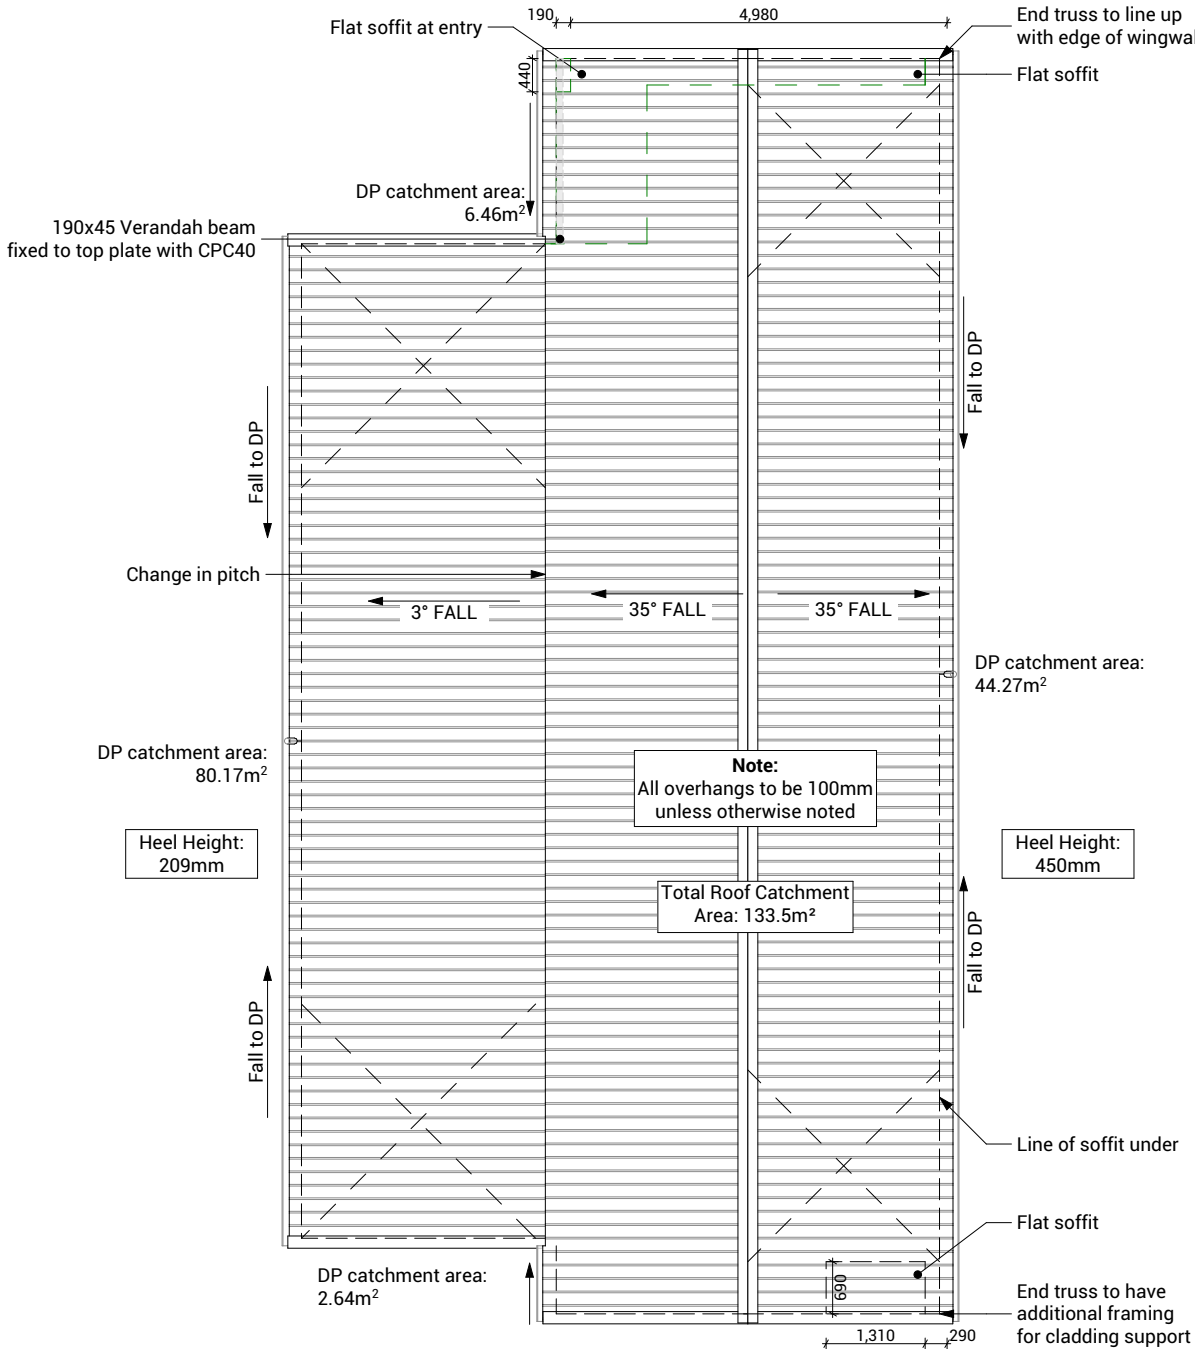 190
4,980
Flat soffit at entry
End truss to line up
with edge of wingwal
Flat soffit
440
DP catchment area:
6.46m²
190x45 Verandah beam
fixed to top plate with CPC40
Fall to DP
Fall to DP
Change in pitch
3° FALL
35° FALL
35° FALL
DP catchment area:
44.27m²
DP catchment area:
80.17m²
Note:
All overhangs to be 100mm
unless otherwise noted
Heel Height:
209mm
Heel Height:
450mm
Total Roof Catchment
Area: 133.5m²
Fall to DP
Fall to DP
Line of soffit under
Flat soffit
DP catchment area:
2.64m²
690
End truss to have
additional framing
for cladding support
1,310
290